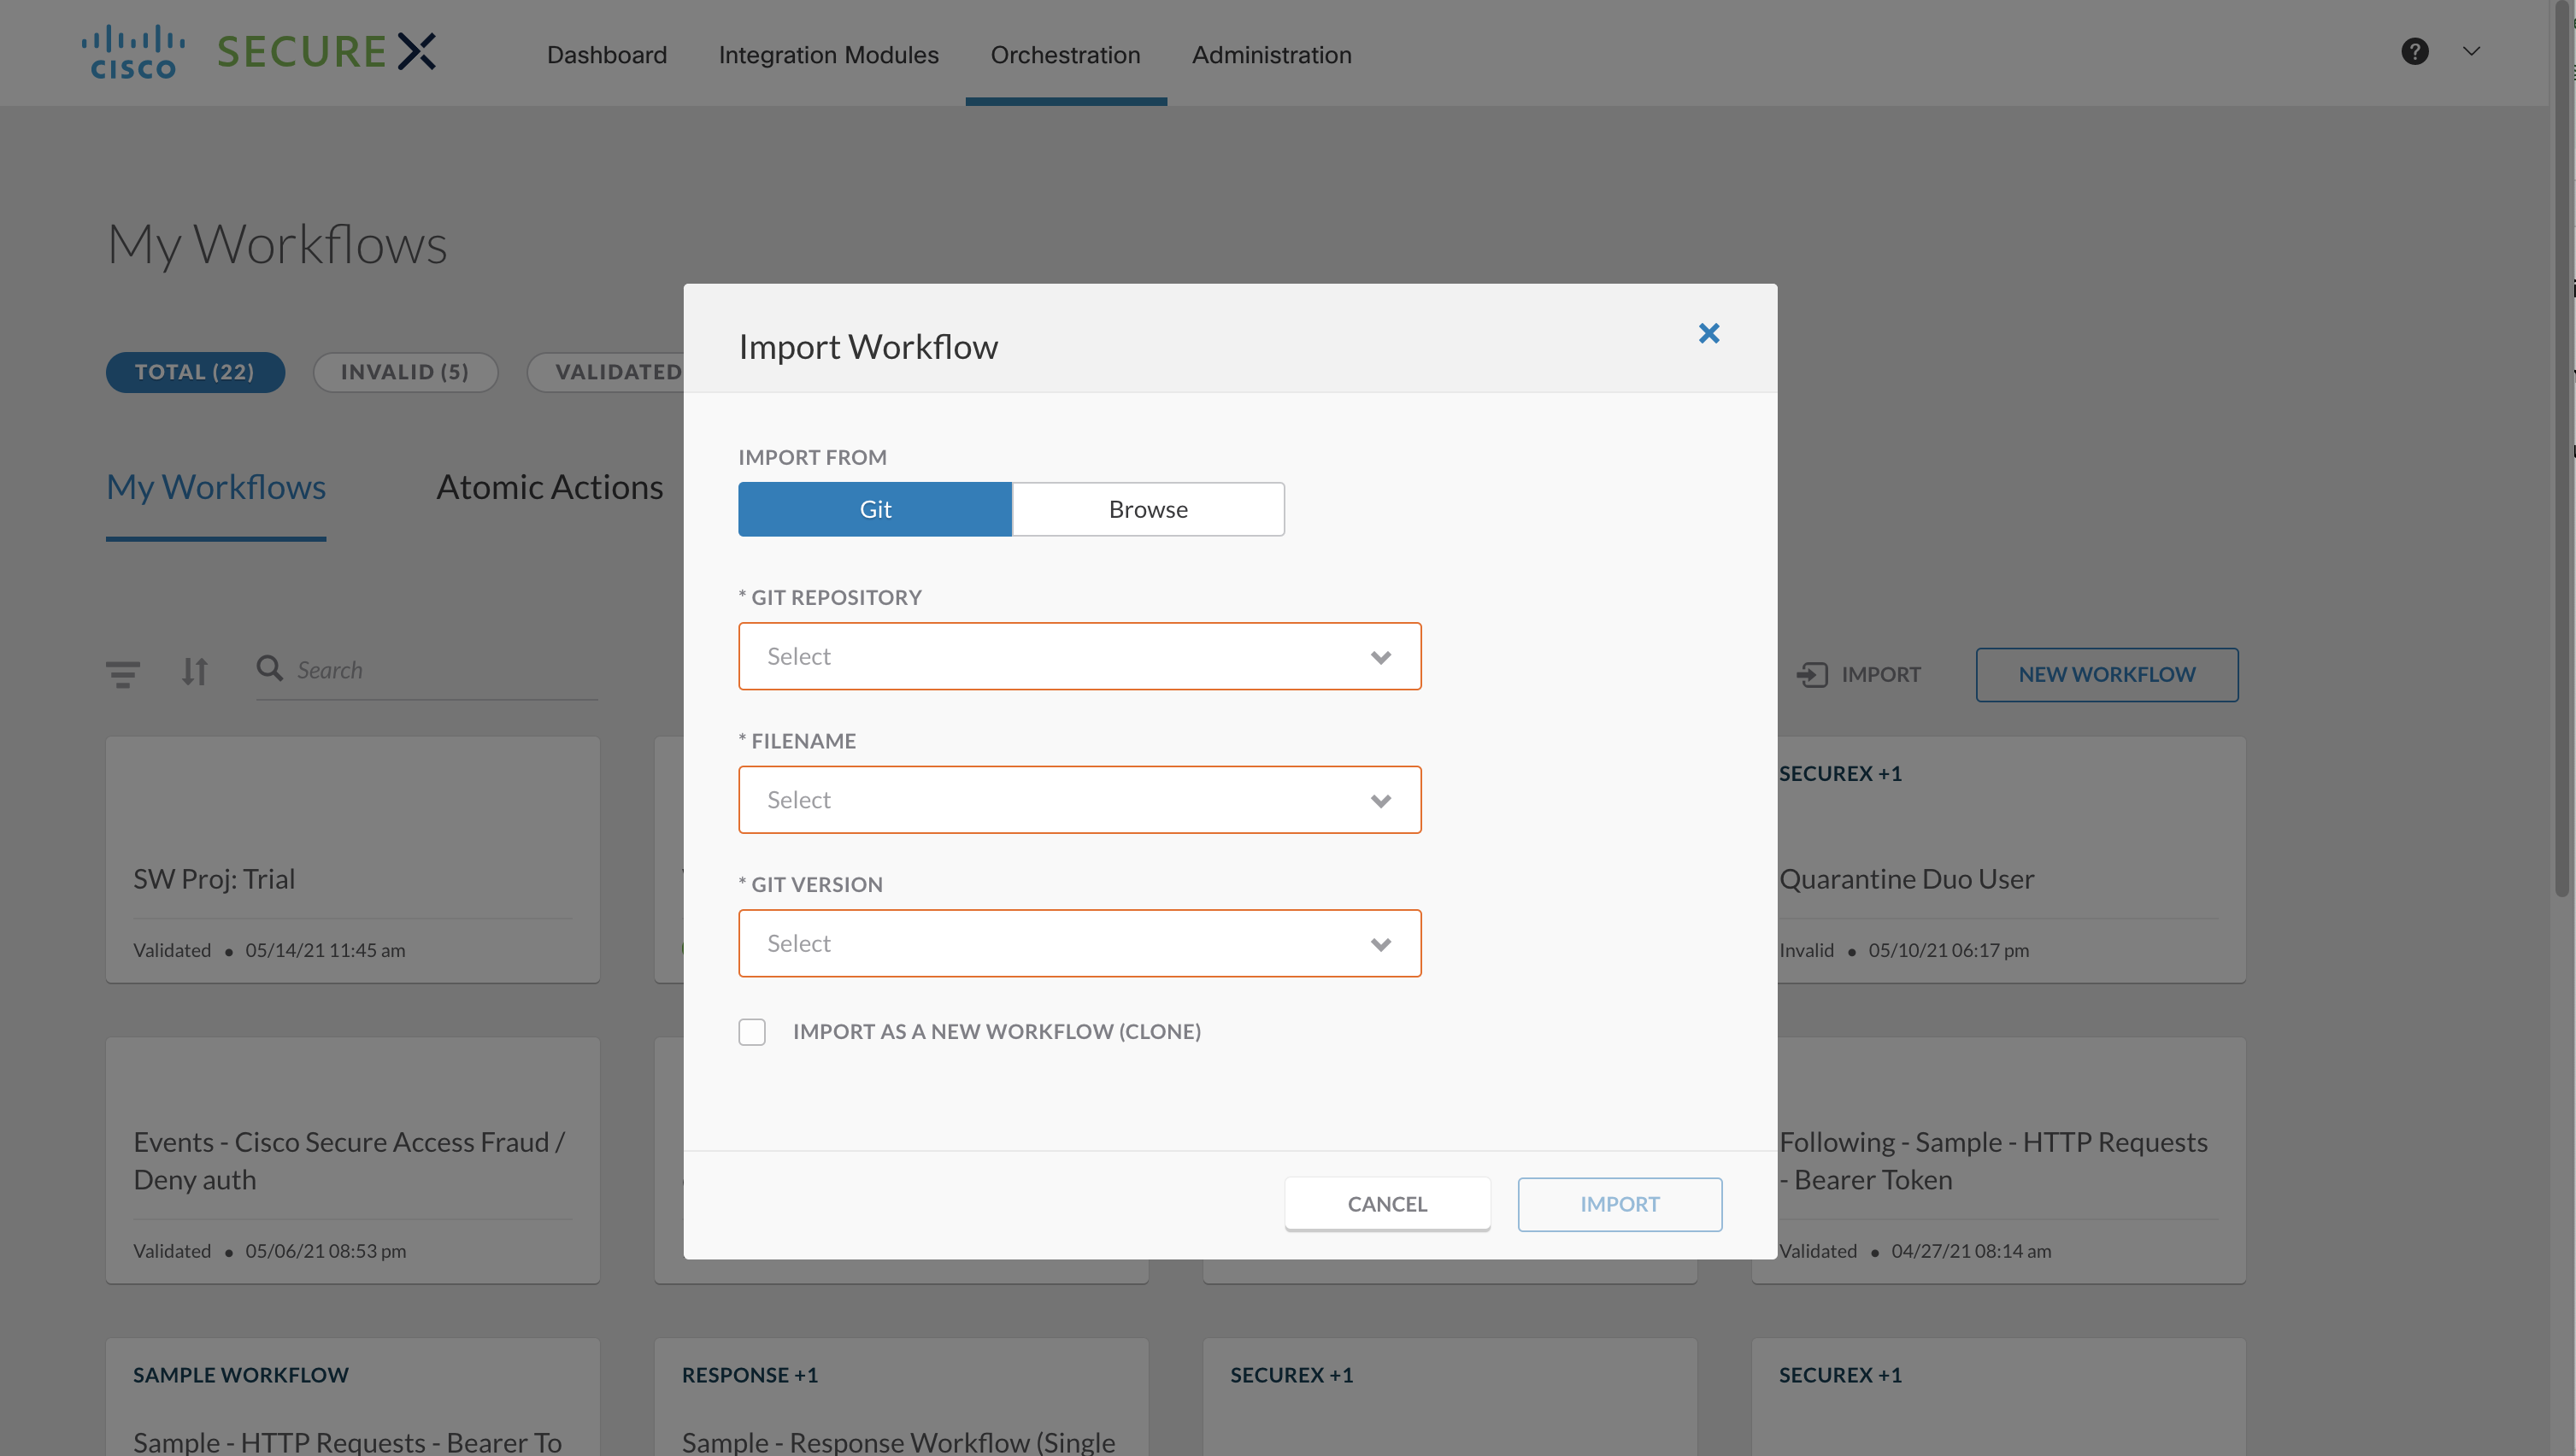 CISCO SECURE X Dashboard Integration Modules Orchestration Administration ?
My Workflows
Import Workflow
TOTAL (22) INVALID (5) VALIDATED
IMPORT FROM
My Workflows Atomic Actions
Git Browse
* GIT REPOSITORY
Select
Search IMPORT NEW WORKFLOW
* FILENAME
SECUREX +1
Select
SW Proj: Trial Quarantine Duo User
* GIT VERSION
Select
Validated • 05/14/21 11:45 am Invalid • 05/10/21 06:17 pm
IMPORT AS A NEW WORKFLOW (CLONE)
Events - Cisco Secure Access Fraud /
Deny auth
Following - Sample - HTTP Requests
- Bearer Token
CANCEL IMPORT
Validated • 05/06/21 08:53 pm Validated • 04/27/21 08:14 am
SAMPLE WORKFLOW RESPONSE +1 SECUREX +1 SECUREX +1
Sample - HTTP Requests - Bearer To Sample - Response Workflow (Single